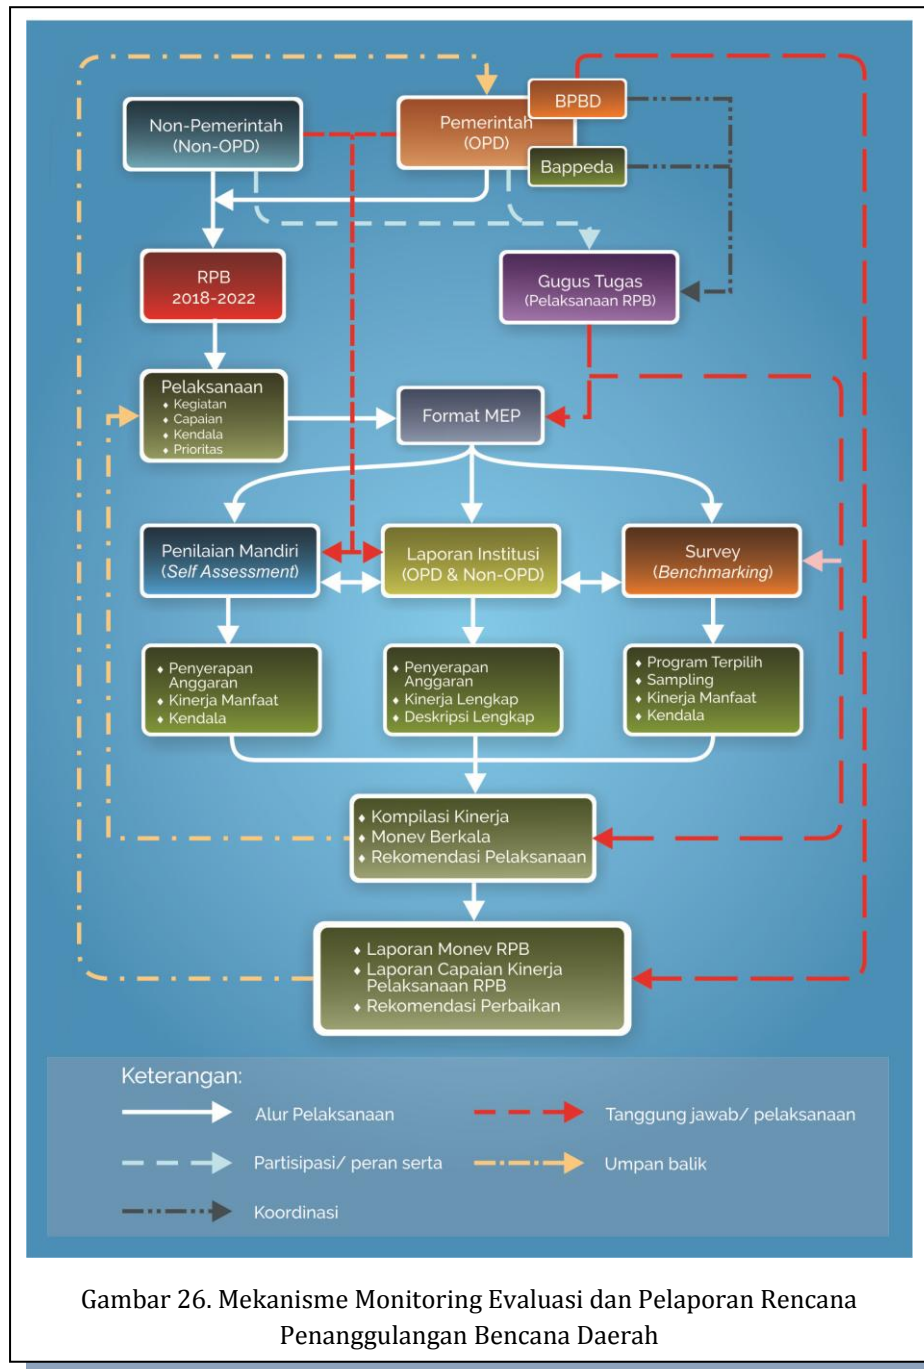 BPBD
Non-Pemerintah
(Non-OPD)
Pemerintah
(OPD)
Bappeda
RPB
2018-2022
Gugus Tugas
(Pelaksanaan RPB)
Pelaksanaan
♦ Kegiatan
♦ Capaian
♦ Kendala
♦ Prioritas
Format MEP
Penilaian Mandiri
(Self Assessment)
Laporan Institusi
(OPD & Non-OPD)
Survey
(Benchmarking)
♦ Penyerapan
Anggaran
♦ Kinerja Manfaat
♦ Kendala
♦ Penyerapan
Anggaran
♦ Kinerja Lengkap
♦ Deskripsi Lengkap
♦ Program Terpilih
♦ Sampling
♦ Kinerja Manfaat
♦ Kendala
♦ Kompilasi Kinerja
♦ Monev Berkala
♦ Rekomendasi Pelaksanaan
♦ Laporan Monev RPB
♦ Laporan Capaian Kinerja
Pelaksanaan RPB
♦ Rekomendasi Perbaikan
Keterangan:
Alur Pelaksanaan
Tanggung jawab/ pelaksanaan
Partisipasi/ peran serta
Umpan balik
Koordinasi
Gambar 26. Mekanisme Monitoring Evaluasi dan Pelaporan Rencana
Penanggulangan Bencana Daerah